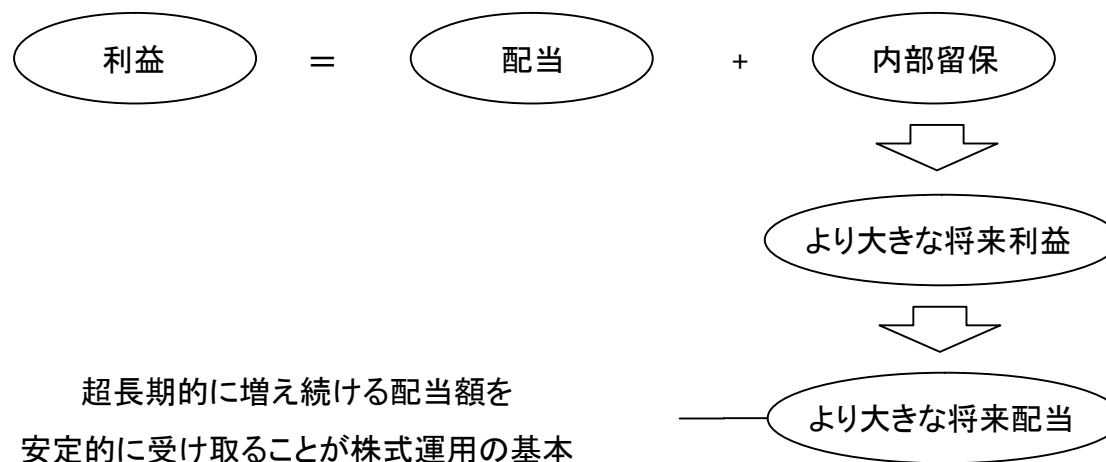 利益 = 配当 + 内部留保
より大きな将来利益
超長期的に増え続ける配当額を
より大きな将来配当
安定的に受け取ることが株式運用の基本